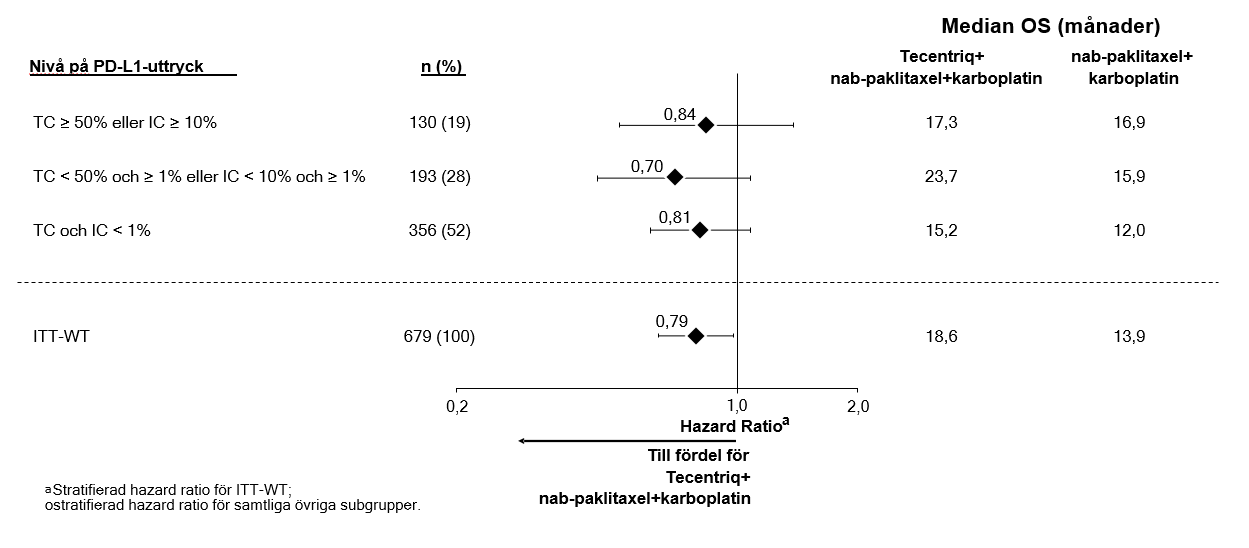 Median OS (månader)
Nivå på PD-L1-uttryck
n (%)
Tecentriq+
nab-paklitaxel+karboplatin
nab-paklitaxel+
karboplatin
TC ≥ 50% eller IC ≥ 10%
130 (19)
0,84
17,3
16,9
TC < 50% och ≥ 1% eller IC < 10% och ≥ 1%
193 (28)
0,70
23,7
15,9
TC och IC < 1%
356 (52)
0,81
15,2
12,0
ITT-WT
679 (100)
0,79
18,6
13,9
0,2
1,0
2,0
Hazard Ratioa
Till fördel för
Tecentriq+
nab-paklitaxel+karboplatin
aStratifierad hazard ratio för ITT-WT;
ostratifierad hazard ratio för samtliga övriga subgrupper.